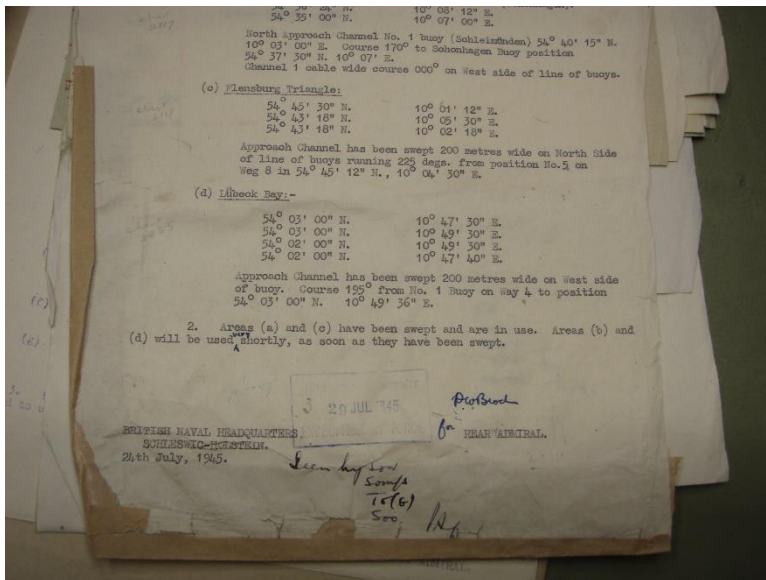 54° 35' 00" N. 10° 07' 00" E.
North Approach Channel No. 1 buoy (Schleimünden) 54° 40' 15" N.
10° 03' 00" E. Course 170° to Schonhagen Buoy position
54° 37' 30" N. 10° 07' E.
Channel 1 cable wide course 000° on West side of line of buoys.
(c) Flensburg Triangle:
54° 45' 30" N. 10° 01' 12" E.
54° 43' 18" N. 10° 05' 30" E.
54° 43' 18" N. 10° 02' 18" E.
Approach Channel has been swept 200 metres wide on North Side
of line of buoys running 225 degs. from position No.5 on
Weg 8 in 54° 45' 12" N., 10° 04' 30" E.
(d) Lübeck Bay:-
54° 03' 00" N. 10° 47' 30" E.
54° 03' 00" N. 10° 49' 30" E.
54° 02' 00" N. 10° 49' 30" E.
54° 02' 00" N. 10° 47' 40" E.
Approach Channel has been swept 200 metres wide on West side
of buoy. Course 195° from No. 1 Buoy on Way 4 to position
54° 03' 00" N. 10° 49' 36" E.
2. Areas (a) and (c) have been swept and are in use. Areas (b) and
(d) will be used very shortly, as soon as they have been swept.
3 29 JUL 1945
for REAR ADMIRAL.
BRITISH NAVAL HEADQUARTERS
SCHLESWIG-HOLSTEIN.
24th July, 1945.
Seen by